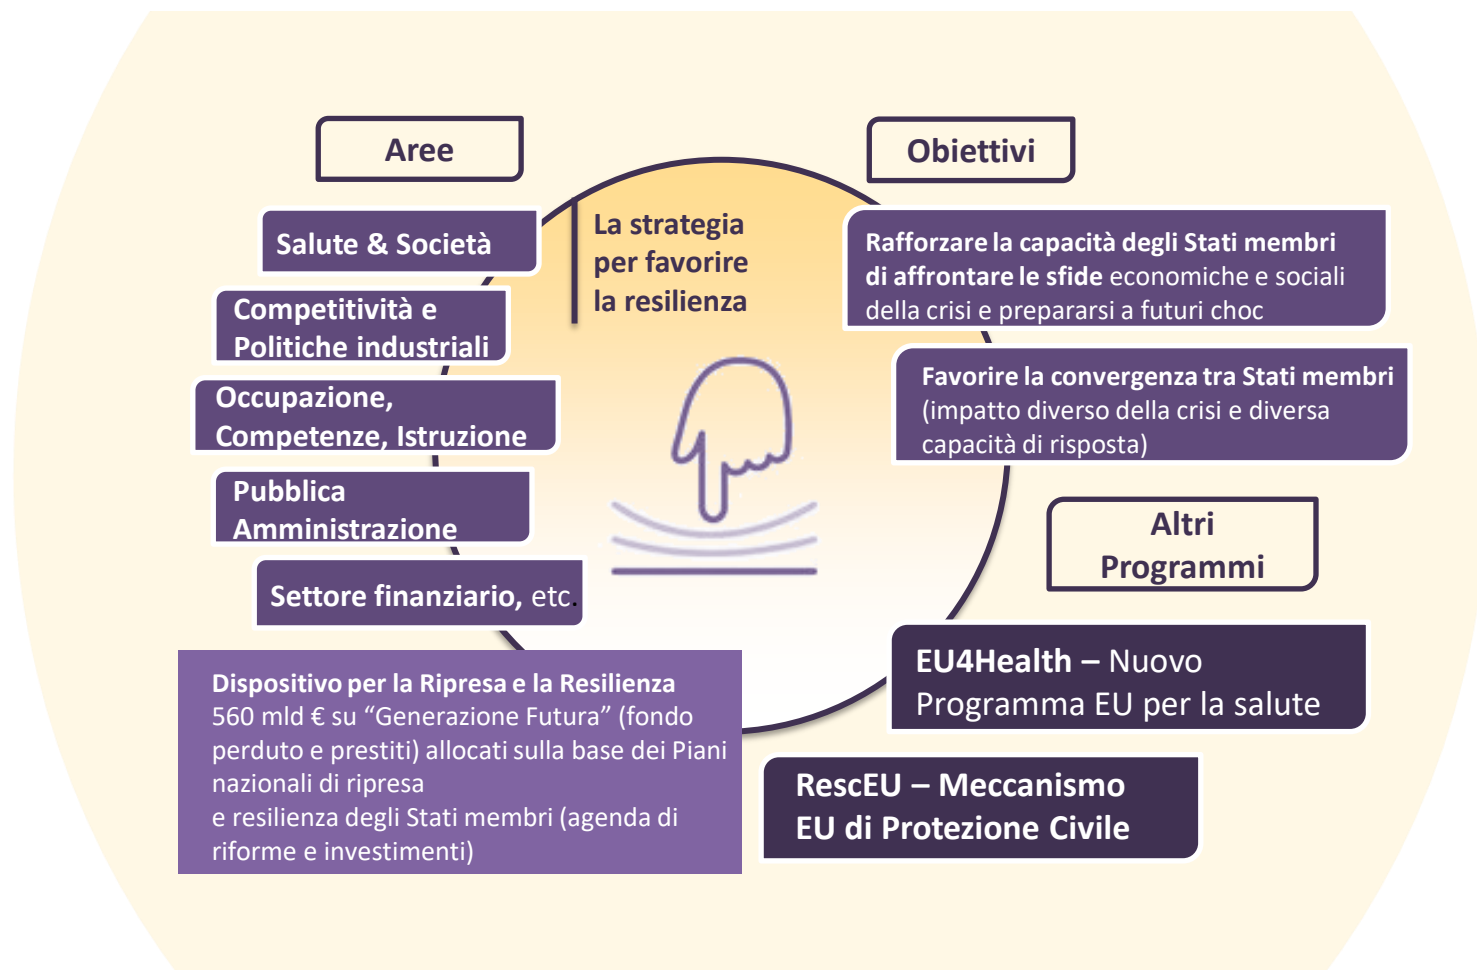 Aree
Salute & Società
Competitività e
Politiche industriali
Occupazione,
Competenze, Istruzione
Pubblica
Amministrazione
Settore finanziario, etc.
Dispositivo per la Ripresa e la Resilienza
560 mld € su “Generazione Futura” (fondo
perduto e prestiti) allocati sulla base dei Piani
nazionali di ripresa
e resilienza degli Stati membri (agenda di
riforme e investimenti)
La strategia
per favorire
la resilienza
Obiettivi
Rafforzare la capacità degli Stati membri
di affrontare le sfide economiche e sociali
della crisi e prepararsi a futuri choc
Favorire la convergenza tra Stati membri
(impatto diverso della crisi e diversa
capacità di risposta)
Altri
Programmi
EU4Health – Nuovo
Programma EU per la salute
RescEU – Meccanismo
EU di Protezione Civile